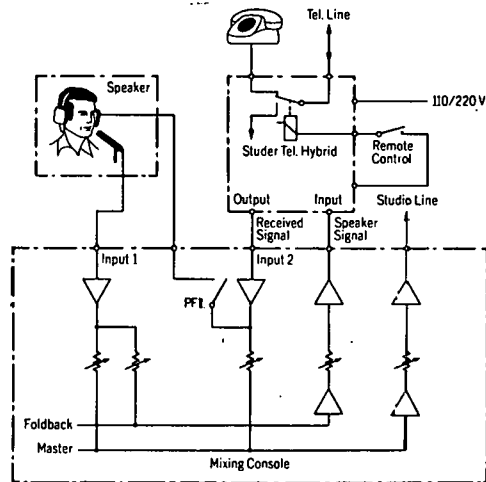 Tel. Line
Speaker
110/220 V
Studer Tel. Hybrid
Remote
Control
Output
Input
Studio Line
Received
Signal
Speaker
Signal
Input 1
Input 2
PFL
Foldback
Master
Mixing Console